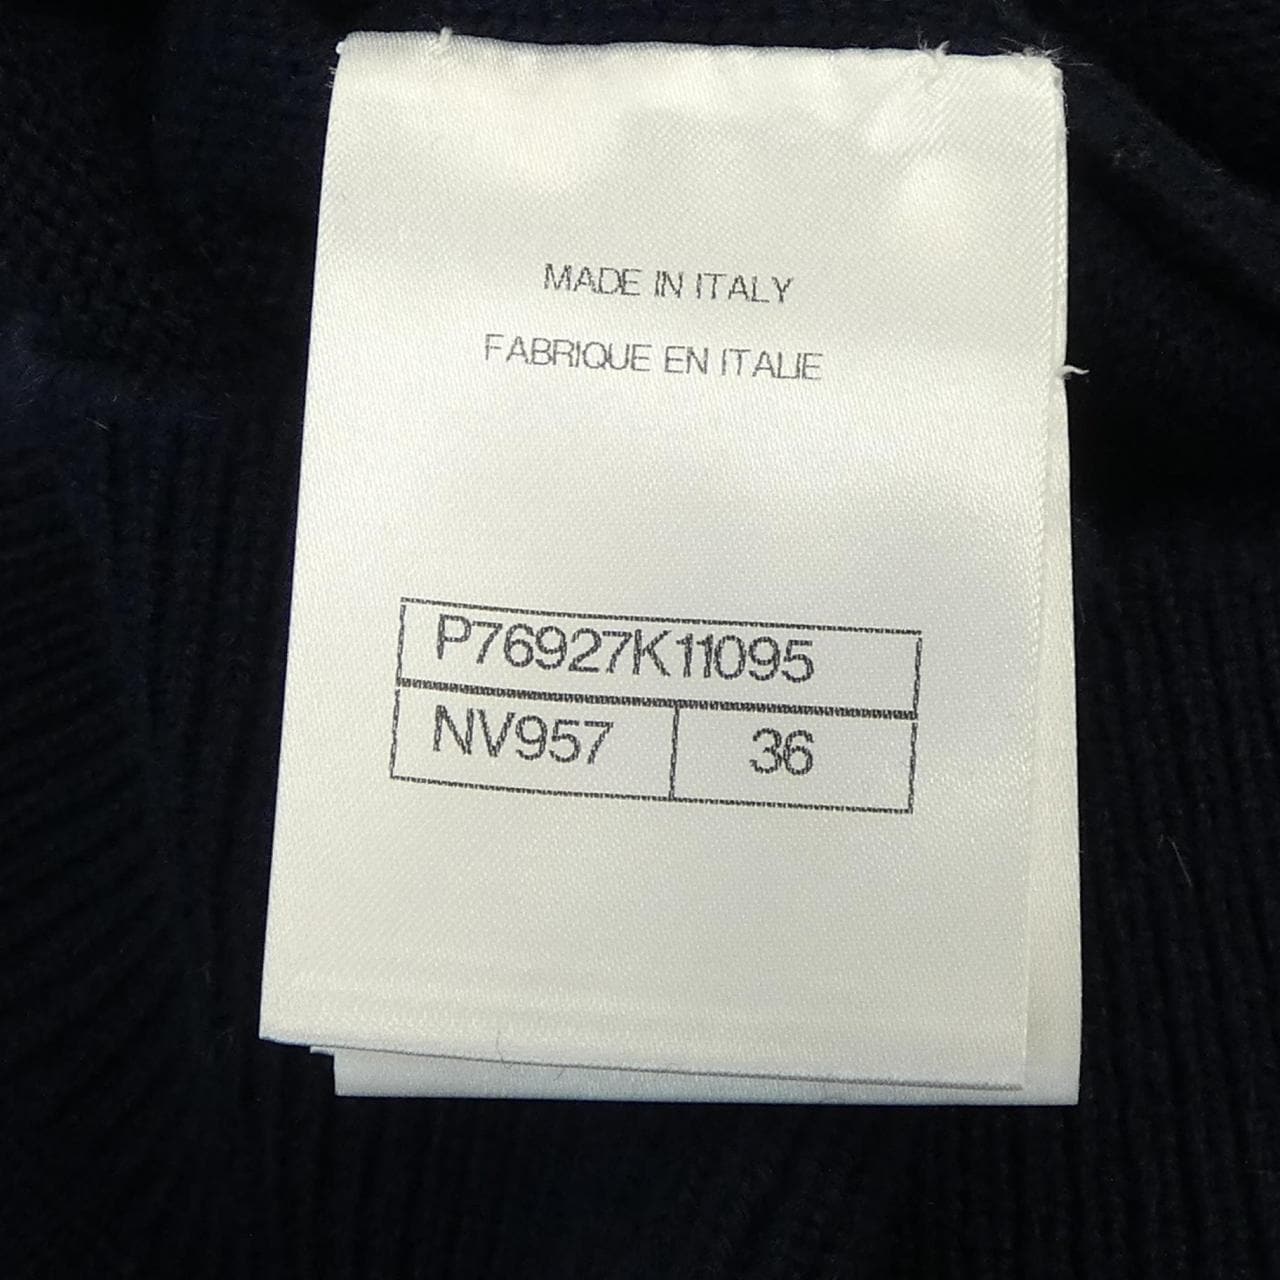 MADE IN ITALY
FABRIQUE EN ITALIE
P76927K11095
NV957 36